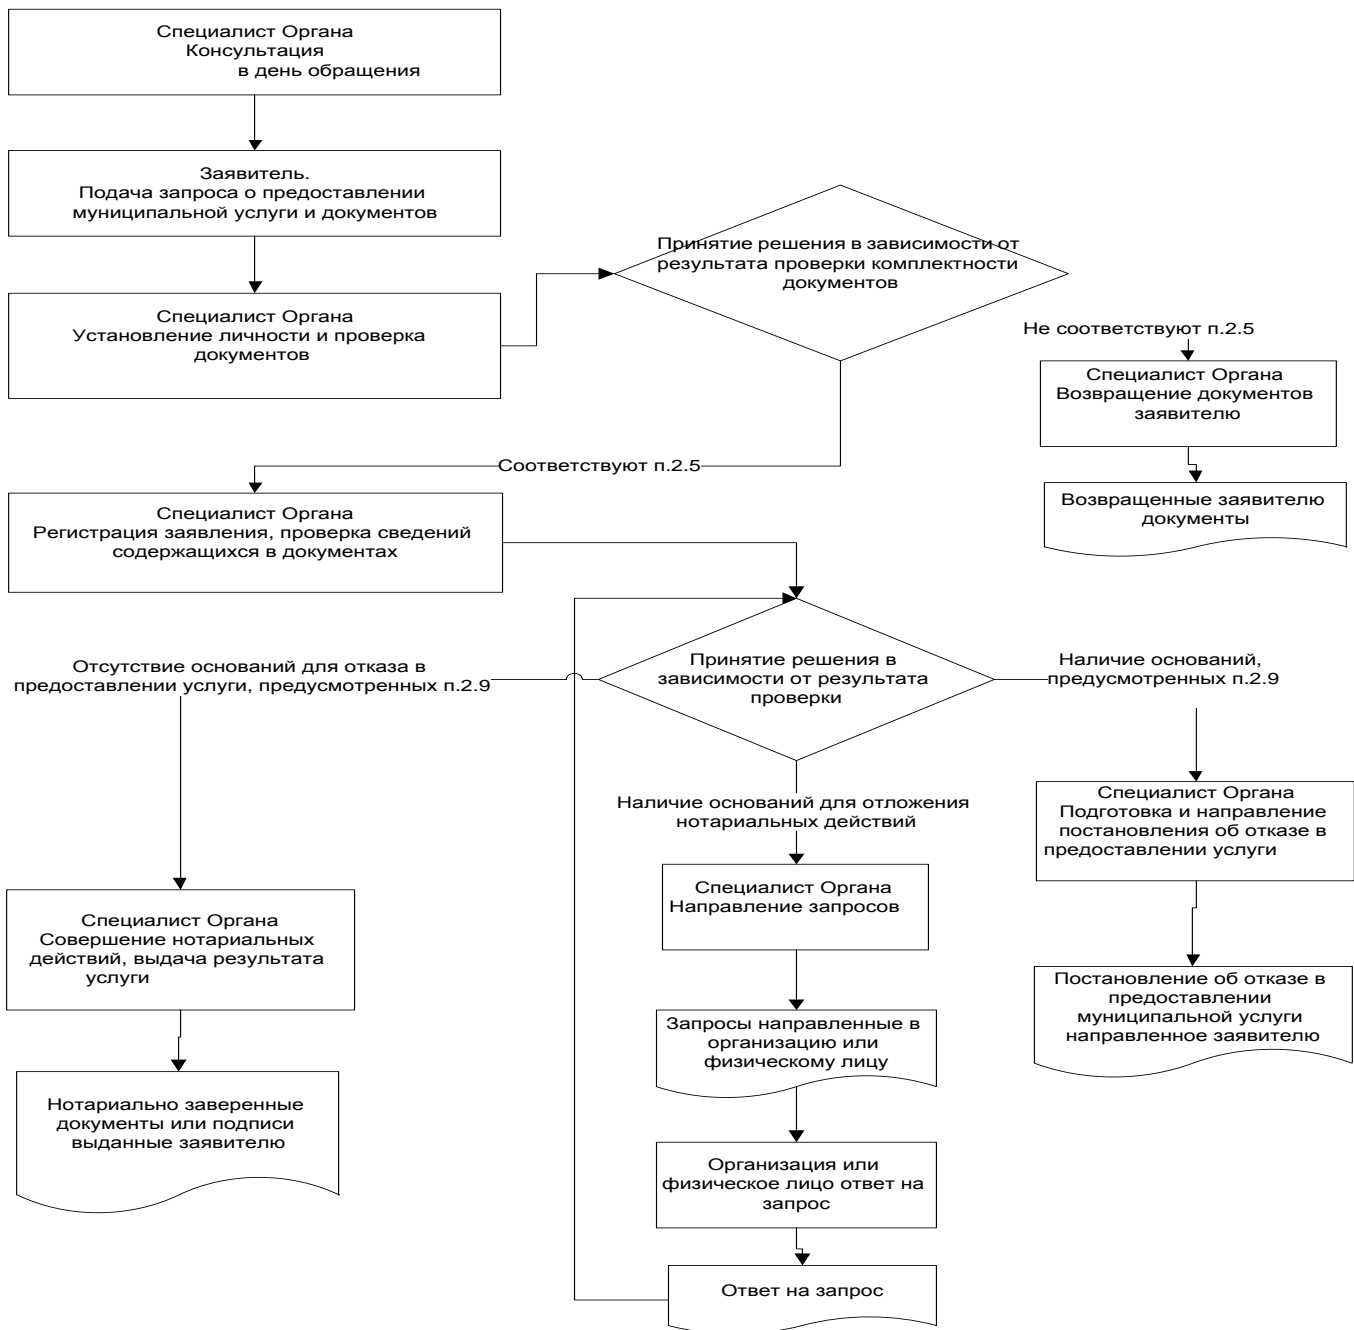 Специалист Органа
Консультация
в день обращения
Заявитель.
Подача запроса о предоставлении
муниципальной услуги и документов
Специалист Органа
Установление личности и проверка
документов
Принятие решения в зависимости от
результата проверки комплектности
документов
Не соответствуют п.2.5
Специалист Органа
Возвращение документов
заявителю
Возвращенные заявителю
документы
Соответствуют п.2.5
Специалист Органа
Регистрация заявления, проверка сведений
содержащихся в документах
Принятие решения в
зависимости от результата
проверки
Отсутствие оснований для отказа в
предоставлении услуги, предусмотренных п.2.9
Наличие оснований,
предусмотренных п.2.9
Наличие оснований для отложения
нотариальных действий
Специалист Органа
Подготовка и направление
постановления об отказе в
предоставлении услуги
Специалист Органа
Направление запросов
Специалист Органа
Совершение нотариальных
действий, выдача результата
услуги
Постановление об отказе в
предоставлении
муниципальной услуги
направленное заявителю
Запросы направленные в
организацию или
физическому лицу
Нотариально заверенные
документы или подписи
выданные заявителю
Организация или
физическое лицо ответ на
запрос
Ответ на запрос